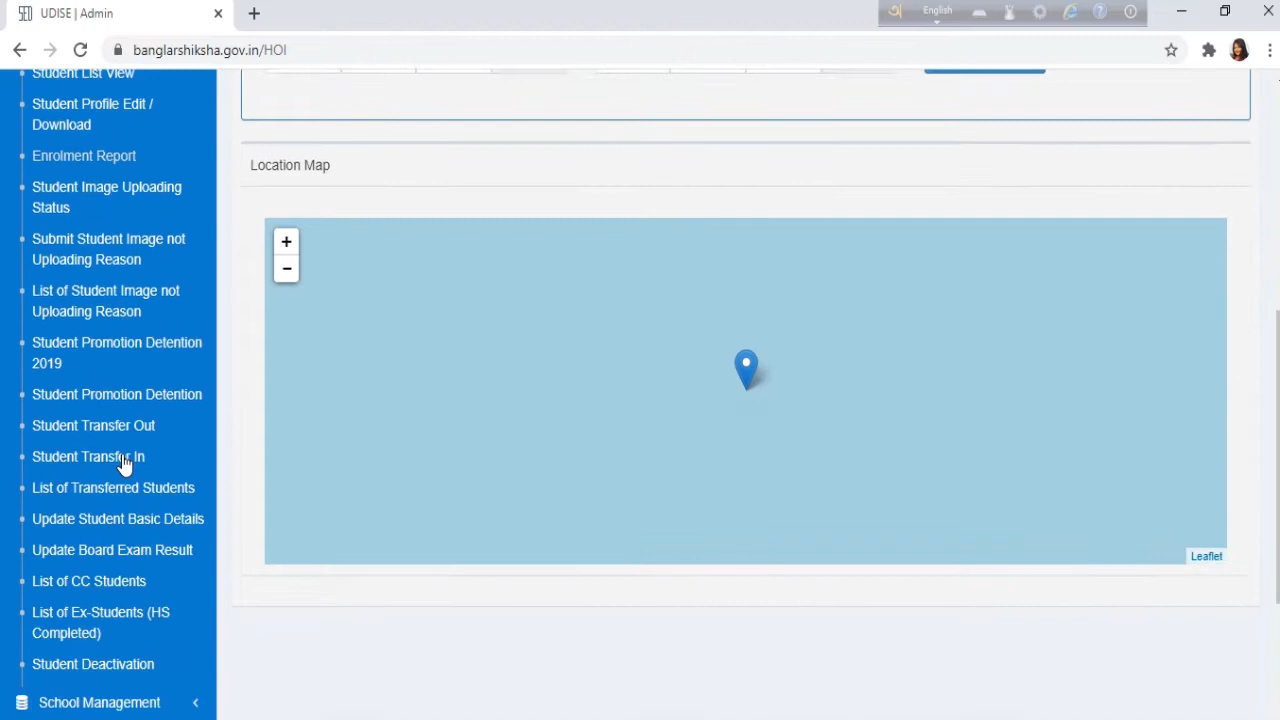 UDISE | Admin
English
banglarshiksha.gov.in/HOI
Student List View
Student Profile Edit /
Download
Enrolment Report
Student Image Uploading
Status
Submit Student Image not
Uploading Reason
List of Student Image not
Uploading Reason
Student Promotion Detention
2019
Student Promotion Detention
Student Transfer Out
Student Transfer In
List of Transferred Students
Update Student Basic Details
Update Board Exam Result
List of CC Students
List of Ex-Students (HS
Completed)
Student Deactivation
School Management
Location Map
+
−
Leaflet